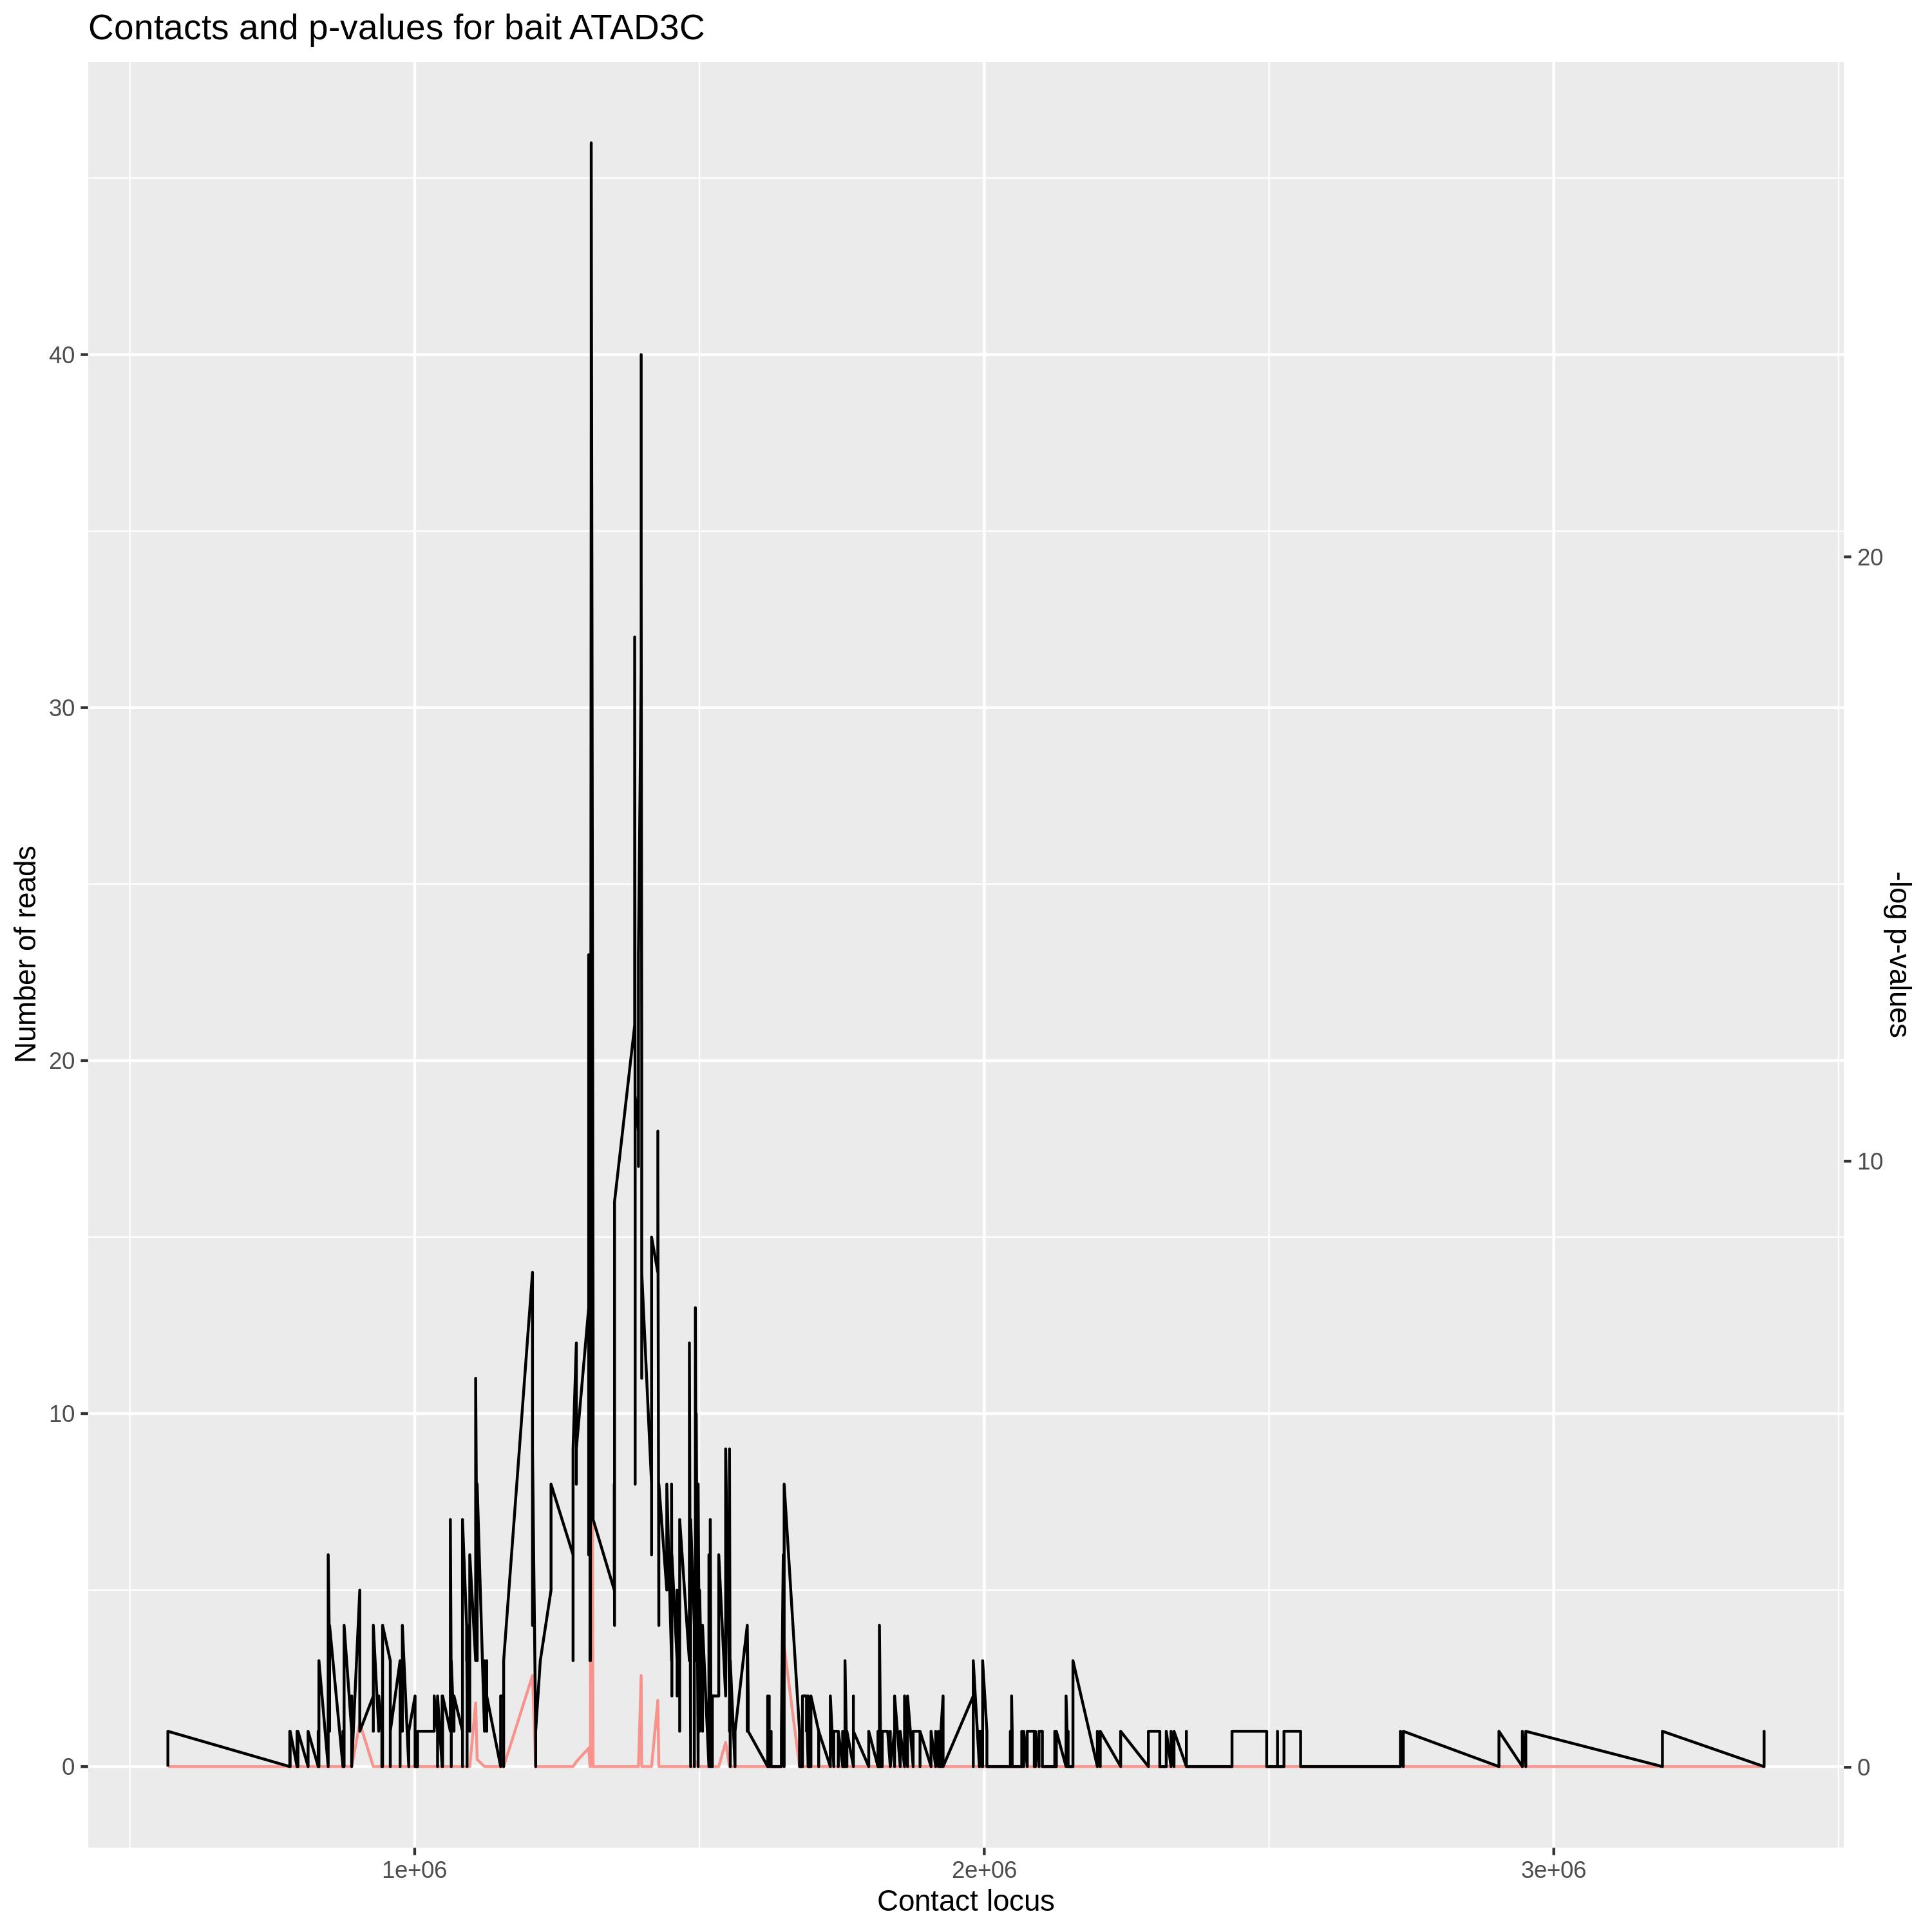 Contacts and p-values for bait ATAD3C
40
30
20
10
0
Number of reads
20
10
0
-log p-values
1e+06
2e+06
3e+06
Contact locus